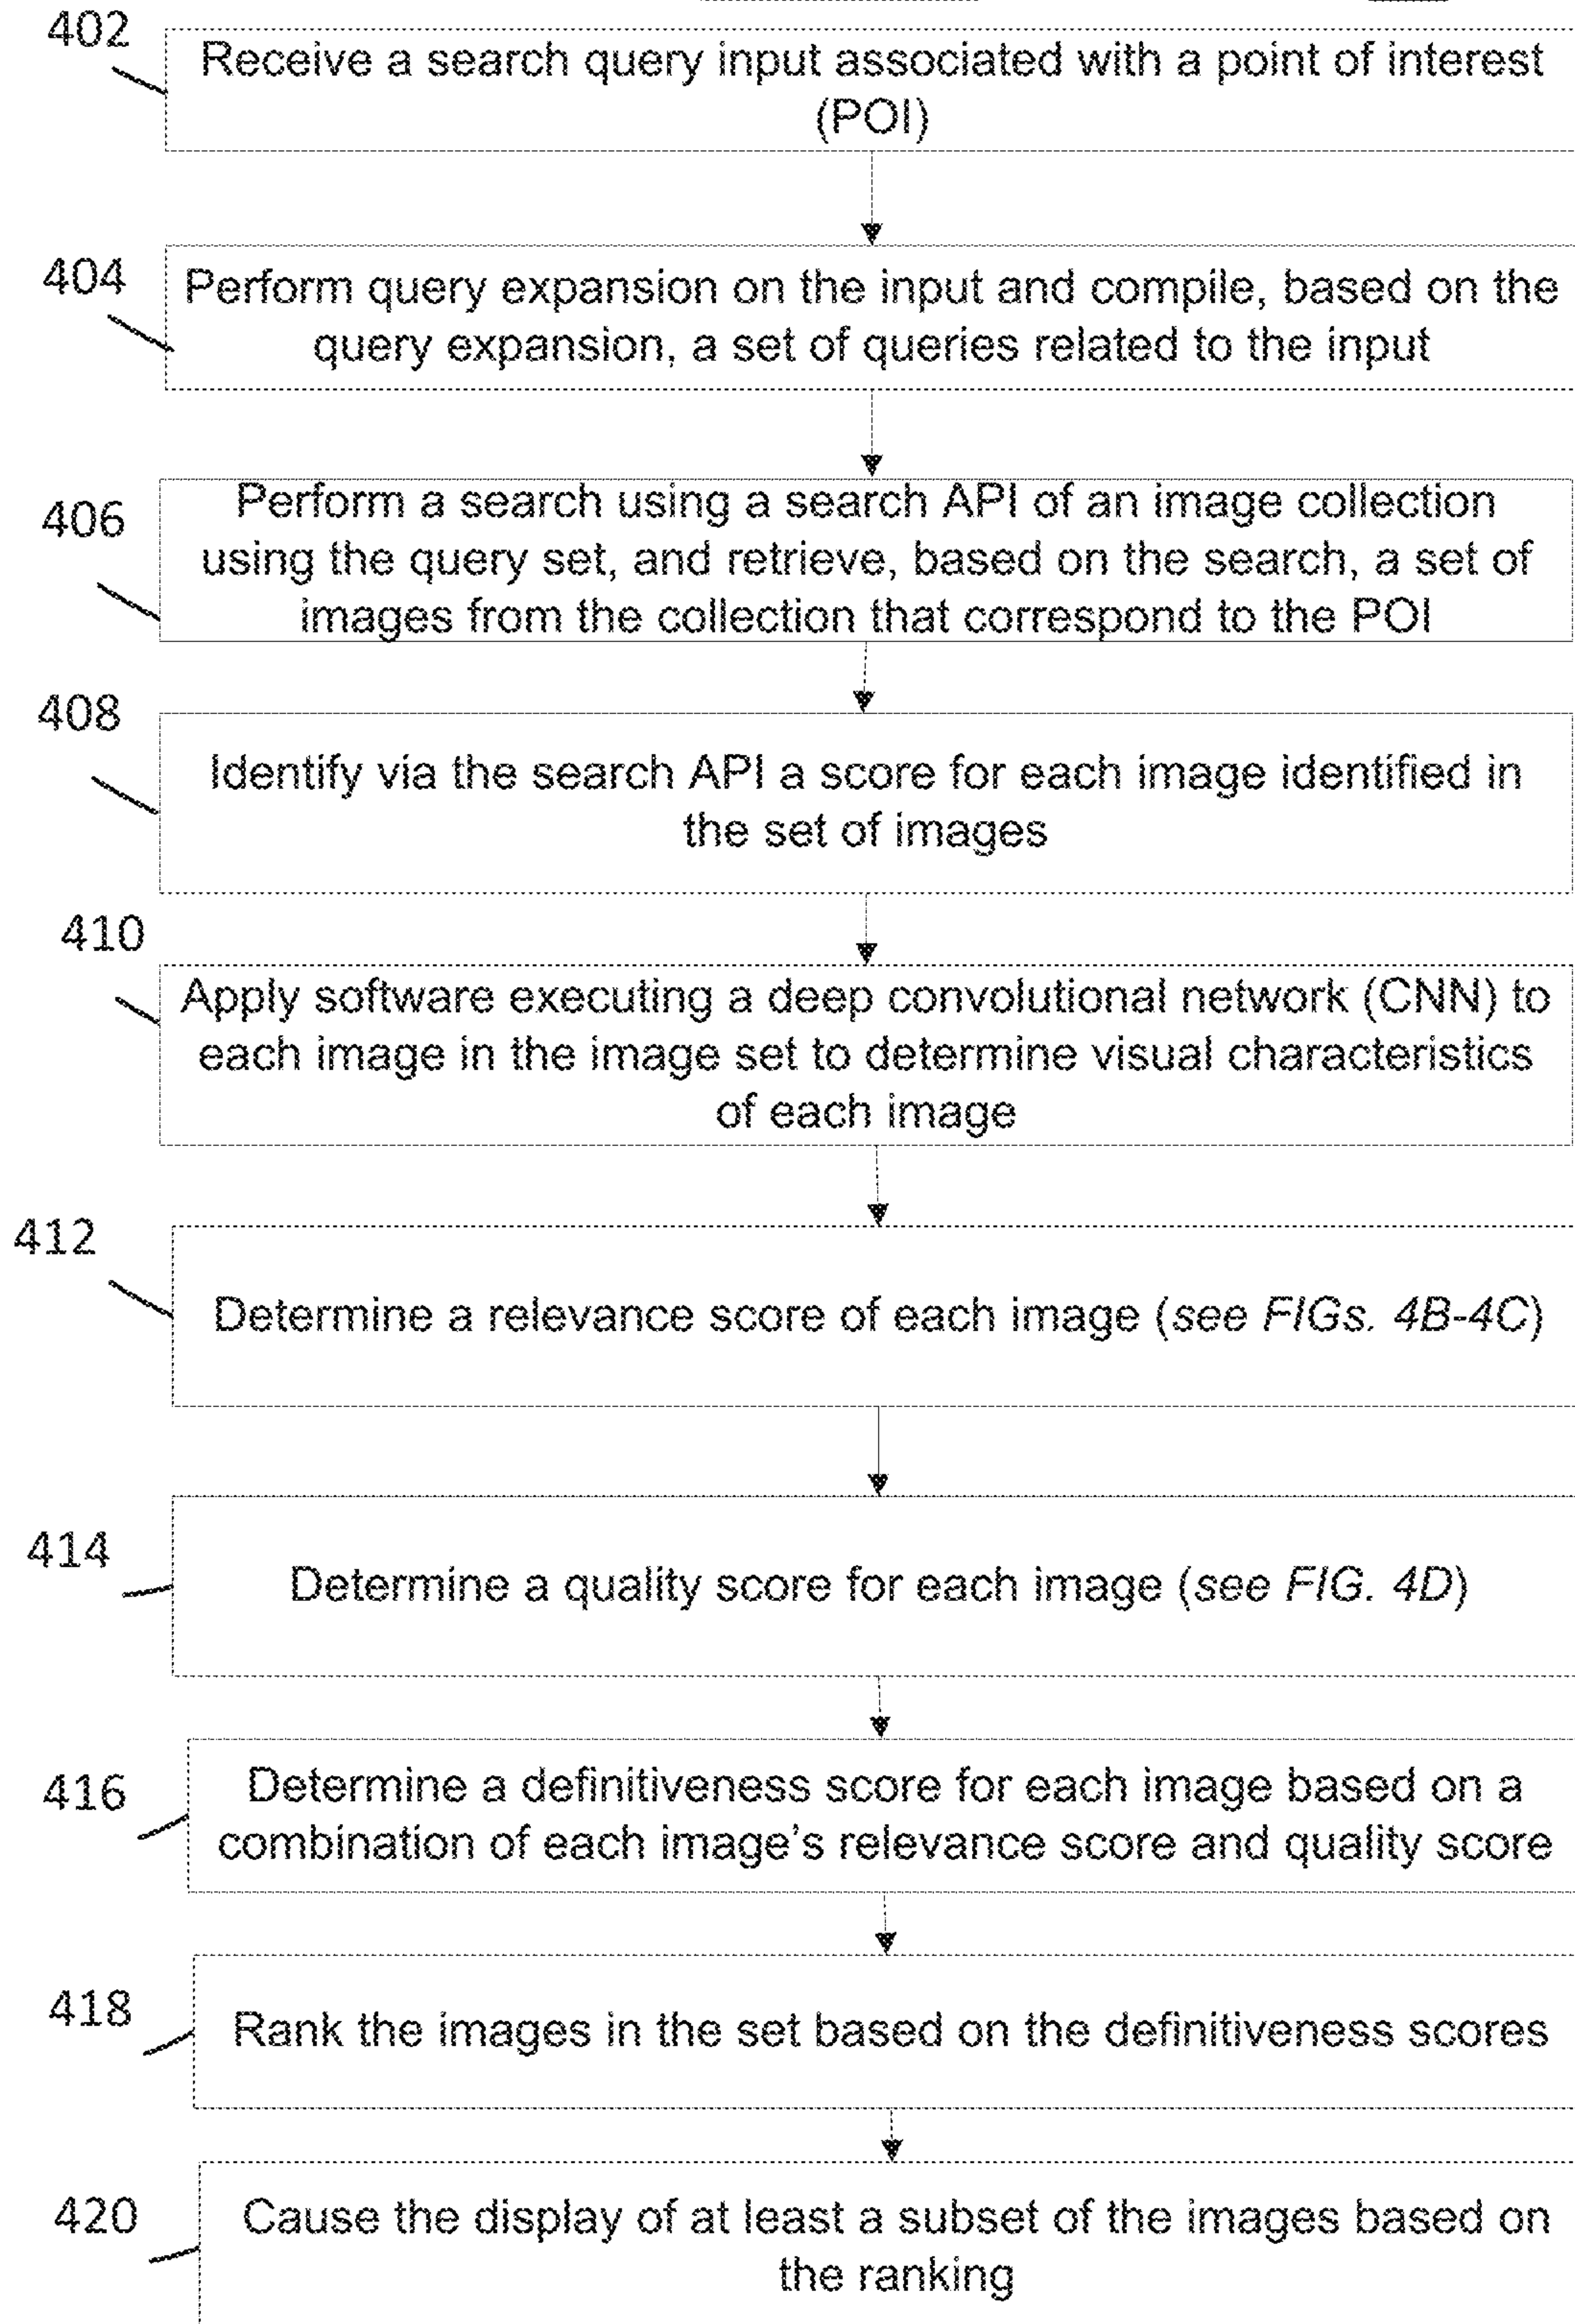 402
Receive a search query input associated with a point of interest
(POI)
404
Perform query expansion on the input and compile, based on the
query expansion, a set of queries related to the input
406
Perform a search using a search API of an image collection
using the query set, and retrieve, based on the search, a set of
images from the collection that correspond to the POI
408
Identify via the search API a score for each image identified in
the set of images
410
Apply software executing a deep convolutional network (CNN) to
each image in the image set to determine visual characteristics
of each image
412
Determine a relevance score of each image (see FIGs. 4B-4C)
414
Determine a quality score for each image (see FIG. 4D)
416
Determine a definitiveness score for each image based on a
combination of each image's relevance score and quality score
418
Rank the images in the set based on the definitiveness scores
420
Cause the display of at least a subset of the images based on
the ranking